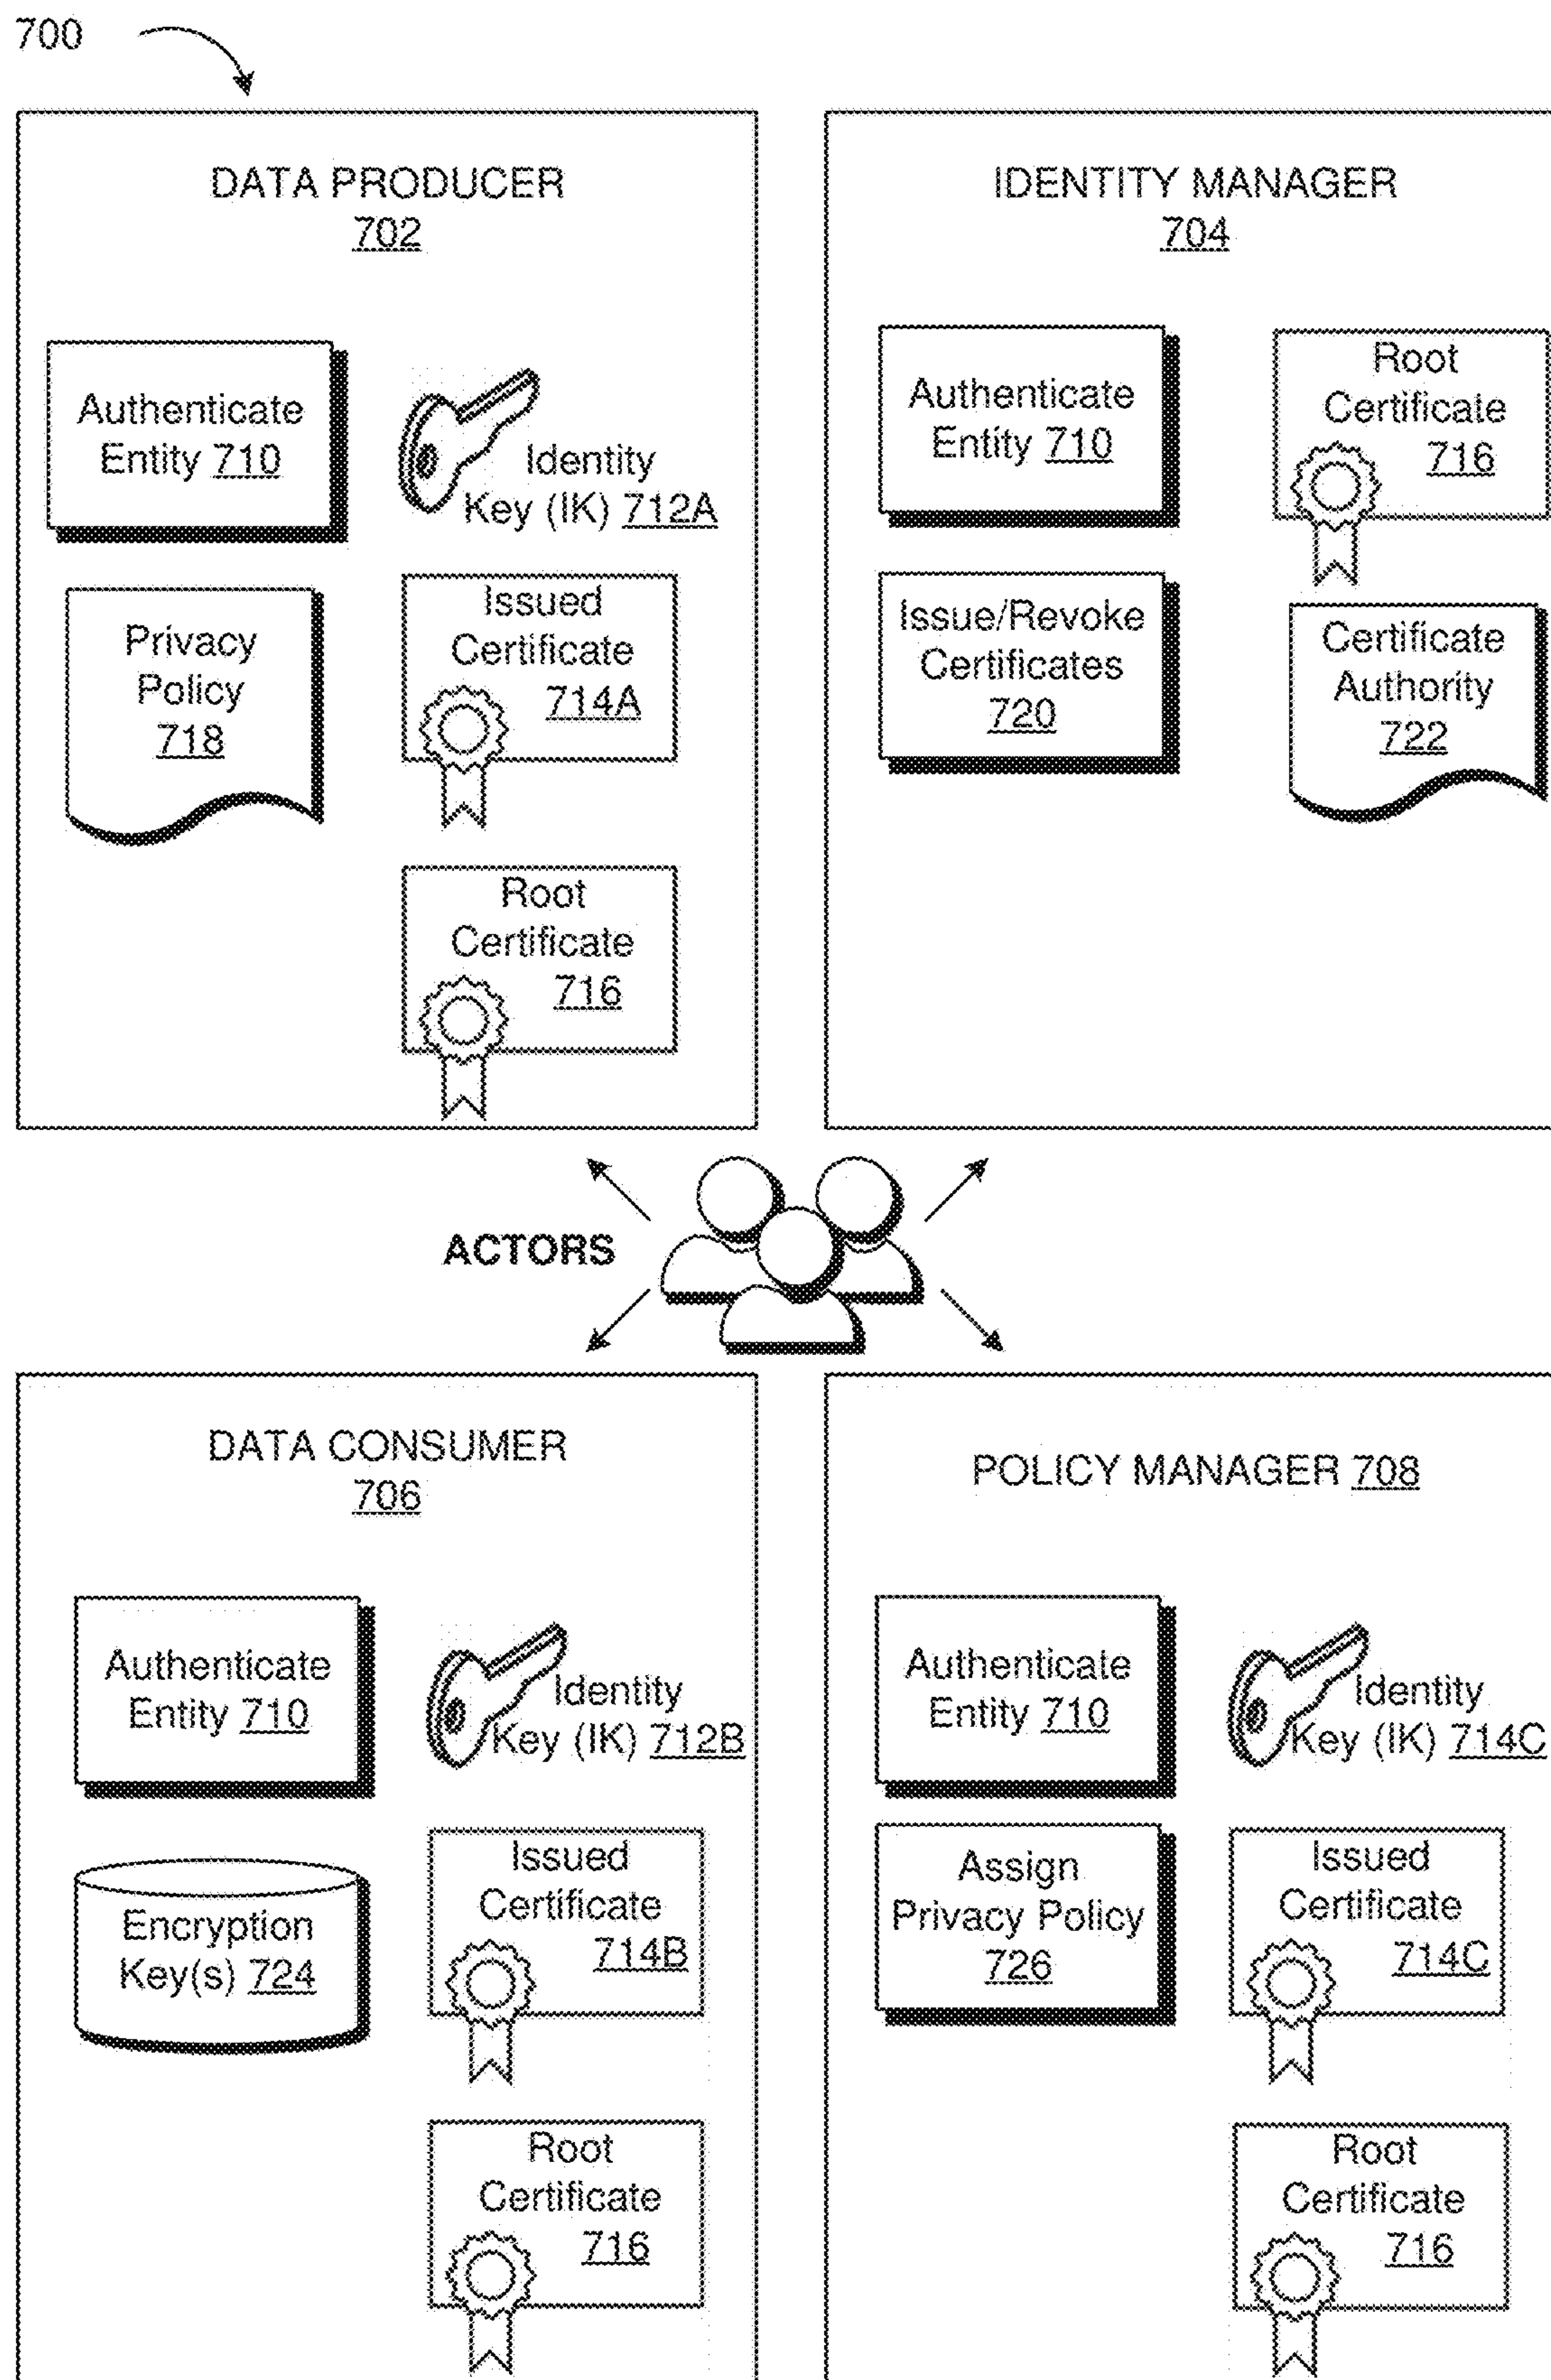 700
DATA PRODUCER
702
Authenticate
Entity 710
Identity
Key (IK) 712A
Privacy
Policy
718
Issued
Certificate
714A
Root
Certificate
716
IDENTITY MANAGER
704
Authenticate
Entity 710
Root
Certificate
716
Issue/Revoke
Certificates
720
Certificate
Authority
722
ACTORS
DATA CONSUMER
706
Authenticate
Entity 710
Identity
Key (IK) 712B
Encryption
Key(s) 724
Issued
Certificate
714B
Root
Certificate
716
POLICY MANAGER 708
Authenticate
Entity 710
Identity
Key (IK) 714C
Assign
Privacy Policy
726
Issued
Certificate
714C
Root
Certificate
716